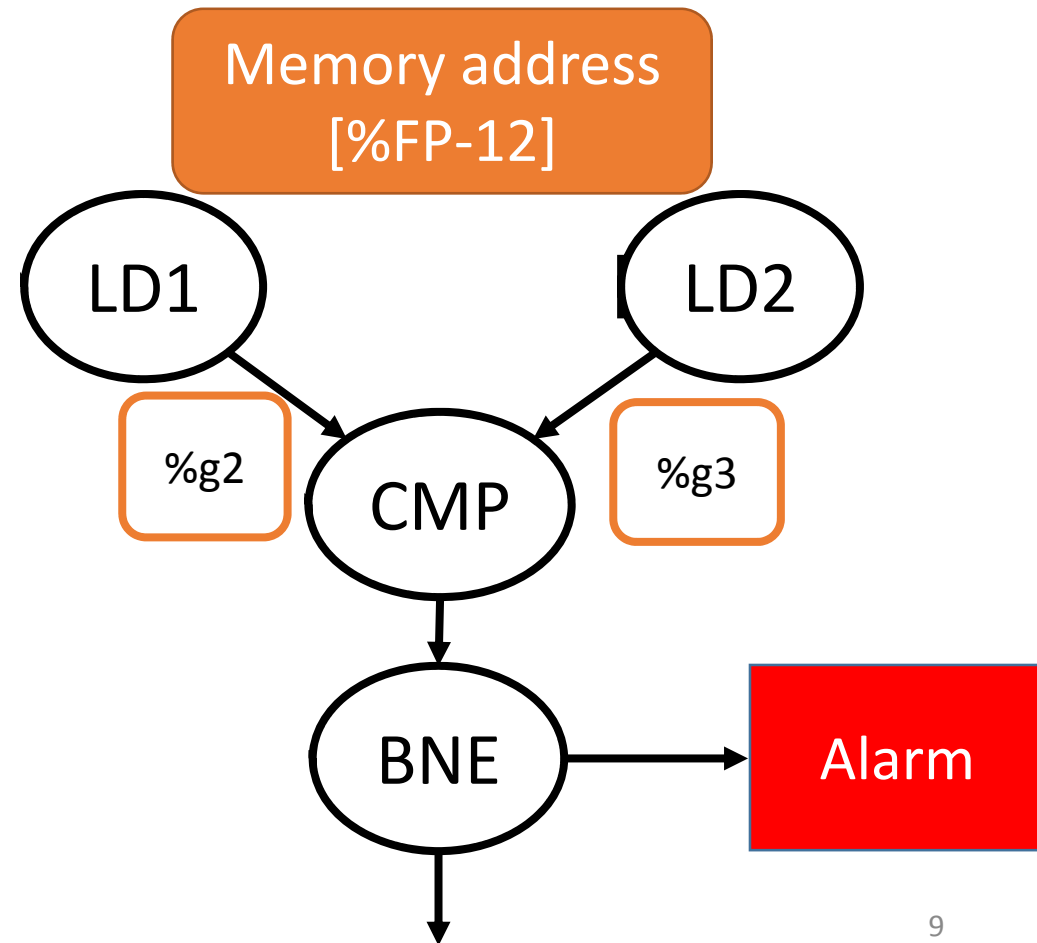 Memory address
[%FP-12]
LD1
LD2
%g2
%g3
CMP
BNE
Alarm
9